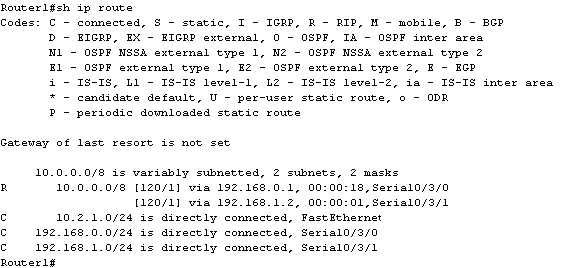 Router1#sh ip route
Codes: C - connected, S - static, I - IGRP, R - RIP, M - mobile, B - BGP
D - EIGRP, EX - EIGRP external, O - OSPF, IA - OSPF inter area
N1 - OSPF NSSA external type 1, N2 - OSPF NSSA external type 2
E1 - OSPF external type 1, E2 - OSPF external type 2, E - EGP
i - IS-IS, L1 - IS-IS level-1, L2 - IS-IS level-2, ia - IS-IS inter area
* - candidate default, U - per-user static route, o - ODR
P - periodic downloaded static route
Gateway of last resort is not set
10.0.0.0/8 is variably subnetted, 2 subnets, 2 masks
R 10.0.0.0/8 [120/1] via 192.168.0.1, 00:00:18,Serial0/3/0
[120/1] via 192.168.1.2, 00:00:01,Serial0/3/1
C 10.2.1.0/24 is directly connected, FastEthernet
C 192.168.0.0/24 is directly connected, Serial0/3/0
C 192.168.1.0/24 is directly connected, Serial0/3/1
Router1#